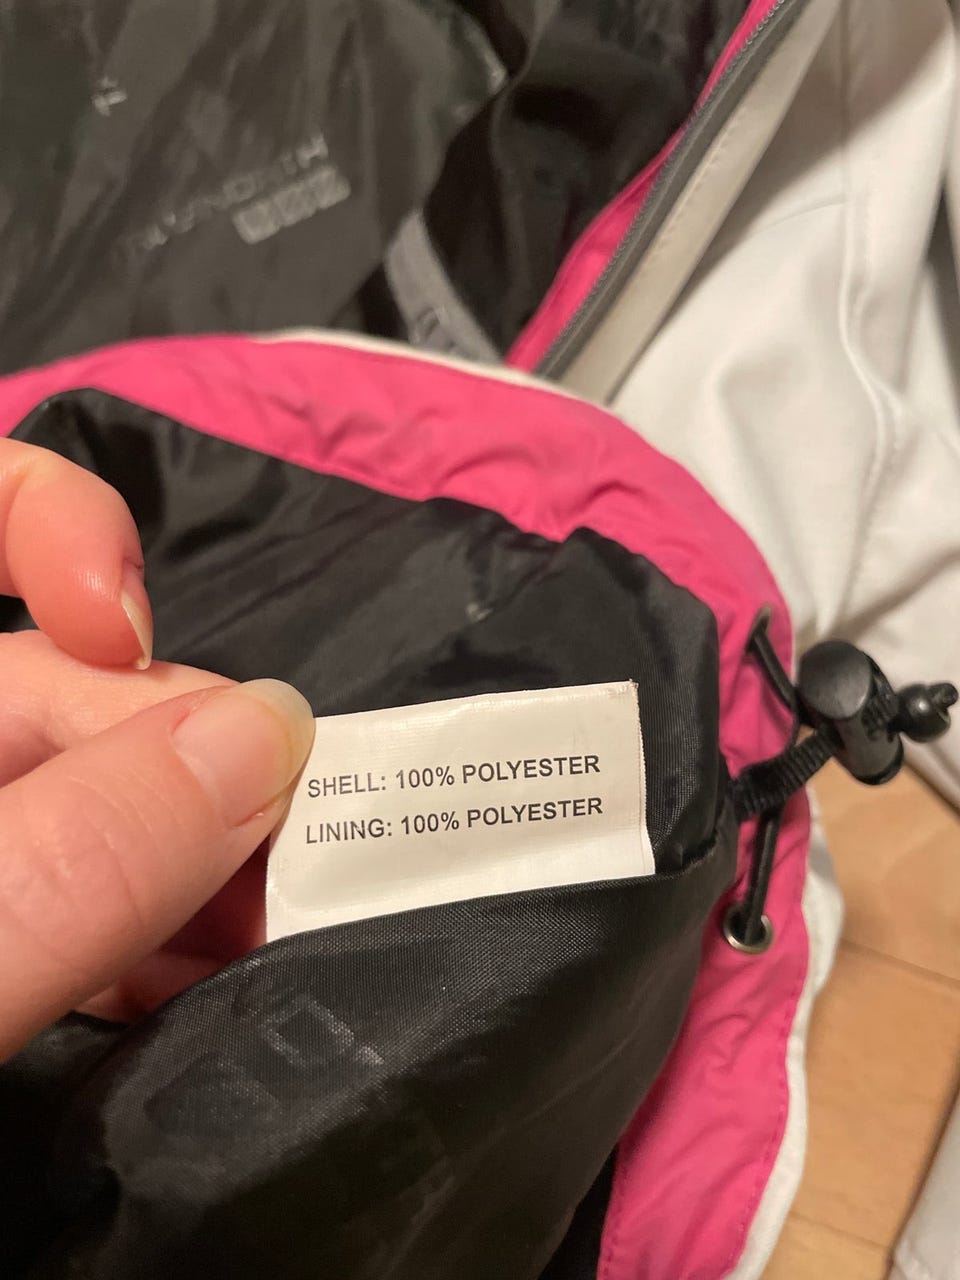 SHELL: 100% POLYESTER
LINING: 100% POLYESTER